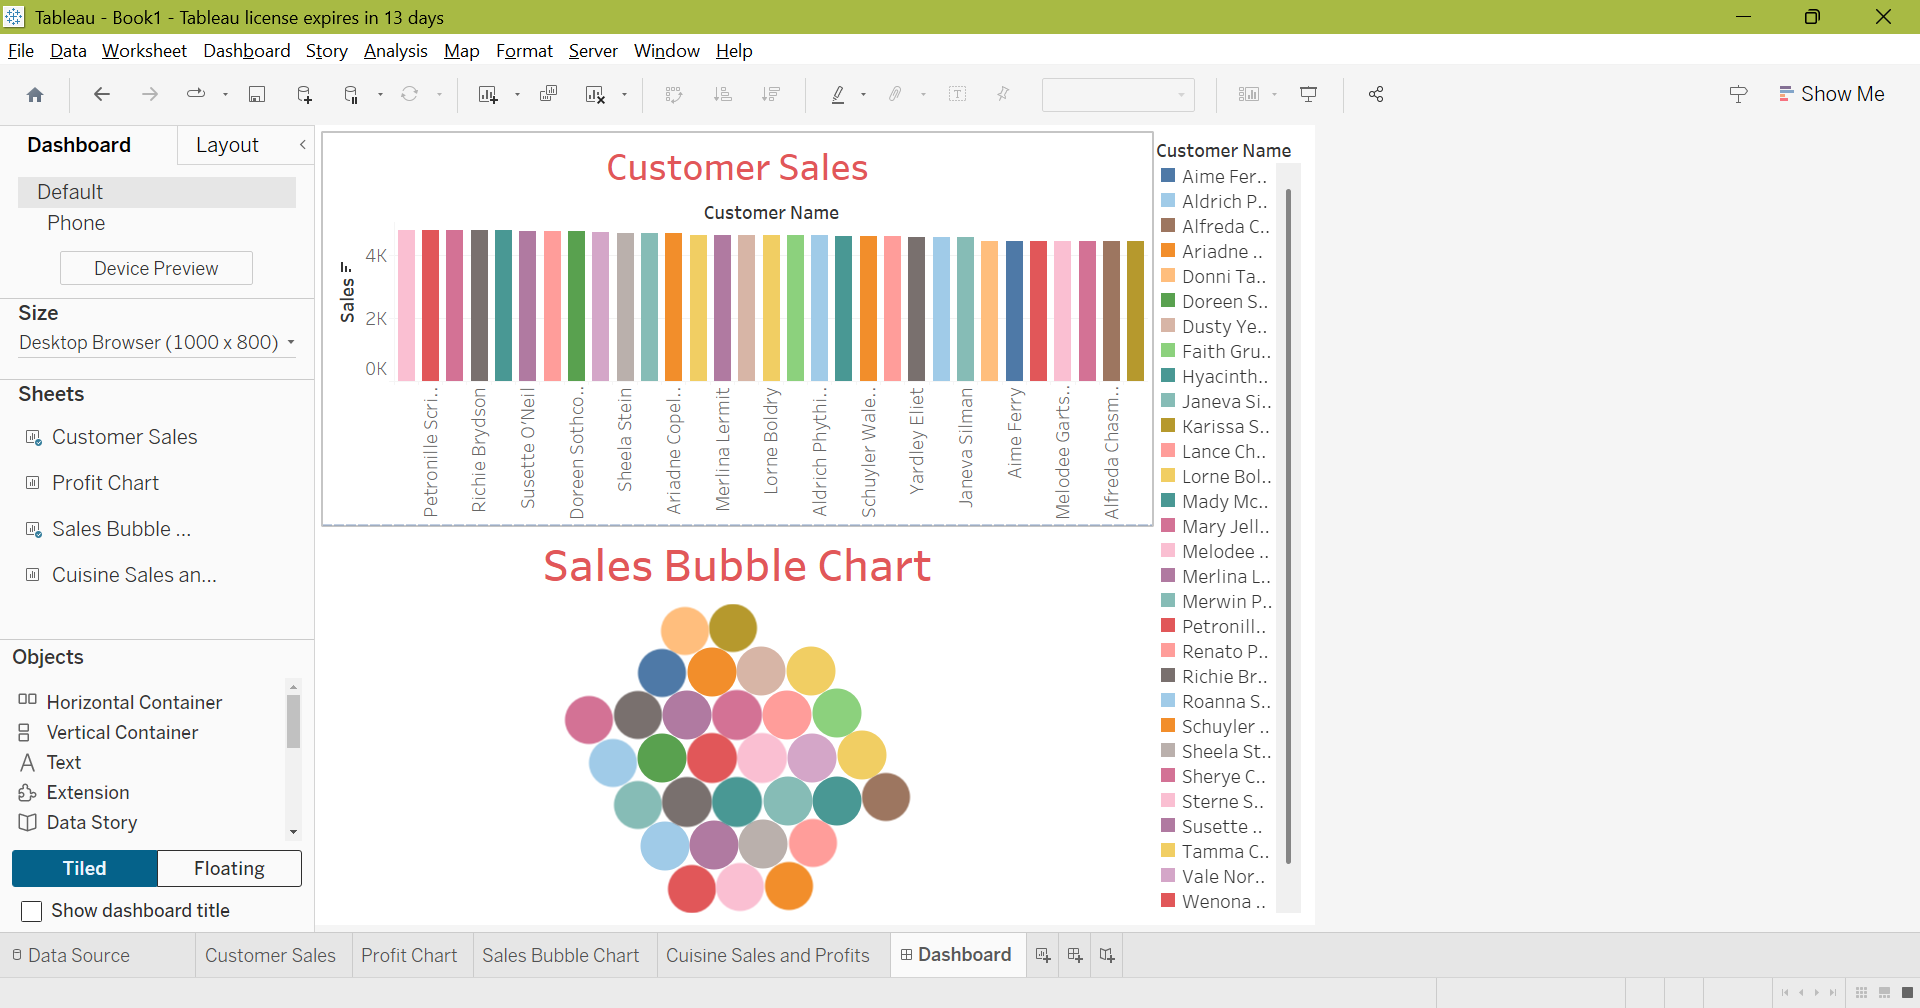 Tableau - Book1 - Tableau license expires in 13 days
File Data Worksheet Dashboard Story Analysis Map Format Server Window Help
Show Me
Dashboard
Layout
Default
Phone
Device Preview
Size
Desktop Browser (1000 x 800)
Sheets
Customer Sales
Profit Chart
Sales Bubble ...
Cuisine Sales an...
Objects
Horizontal Container
Vertical Container
Text
Extension
Data Story
Tiled
Floating
Show dashboard title
Customer Sales
Customer Name
Sales
4K
2K
0K
Petronille Scri..
Richie Brydson
Susette O'Neil
Doreen Sothco..
Sheela Stein
Ariadne Copel..
Merlina Lermit
Lorne Boldry
Aldrich Phythi..
Schuyler Wale..
Yardley Eliet
Janeva Silman
Aime Ferry
Melodee Garts..
Alfreda Chasm..
Sales Bubble Chart
Customer Name
Aime Fer..
Aldrich P..
Alfreda C..
Ariadne ..
Donni Ta..
Doreen S..
Dusty Ye..
Faith Gru..
Hyacinth..
Janeva Si..
Karissa S..
Lance Ch..
Lorne Bol..
Mady Mc..
Mary Jell..
Melodee ..
Merlina L..
Merwin P..
Petronill..
Renato P..
Richie Br..
Roanna S..
Schuyler ..
Sheela St..
Sherye C..
Sterne S..
Susette ..
Tamma C..
Vale Nor..
Wenona ..
Data Source
Customer Sales
Profit Chart
Sales Bubble Chart
Cuisine Sales and Profits
Dashboard